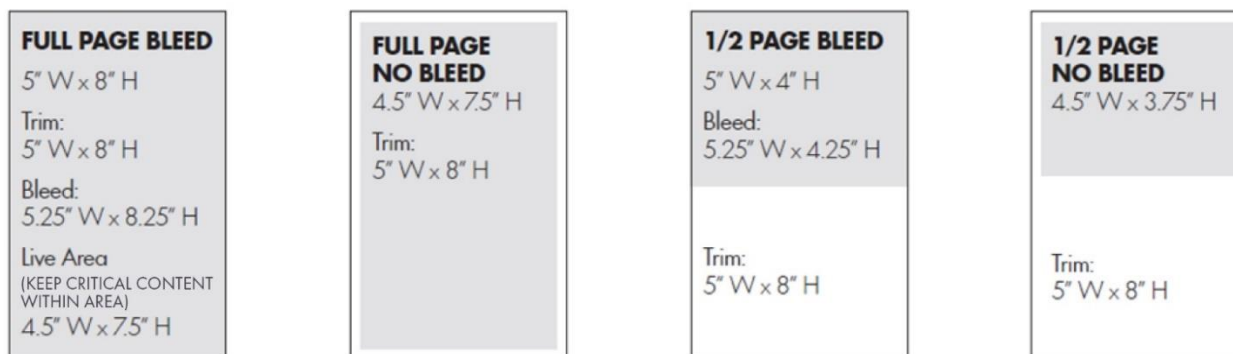 FULL PAGE BLEED
5" W x 8" H
Trim:
5" W x 8" H
Bleed:
5.25" W x 8.25" H
Live Area
(KEEP CRITICAL CONTENT
WITHIN AREA)
4.5" W x 7.5" H
FULL PAGE
NO BLEED
4.5" W x 7.5" H
Trim:
5" W x 8" H
1/2 PAGE BLEED
5" W x 4" H
Bleed:
5.25" W x 4.25" H
Trim:
5" W x 8" H
1/2 PAGE
NO BLEED
4.5" W x 3.75" H
Trim:
5" W x 8" H